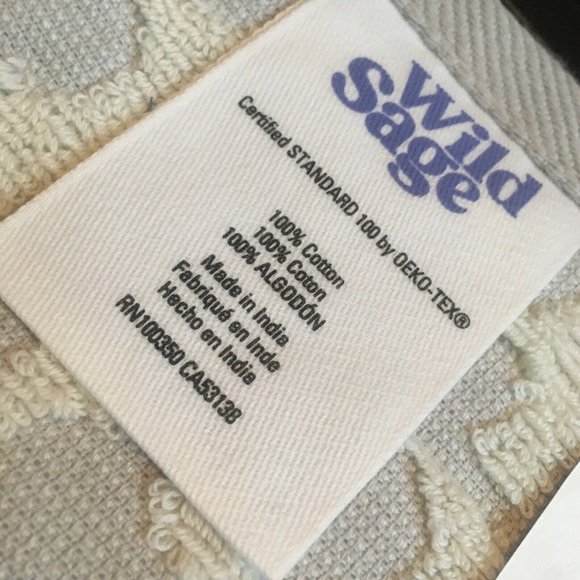 Wild
Sage
Certified STANDARD 100 by OEKO-TEX®
100% Cotton
100% Coton
100% ALGODÓN
Made in India
Fabriqué en Inde
Hecho en India
RN100350 CA53138